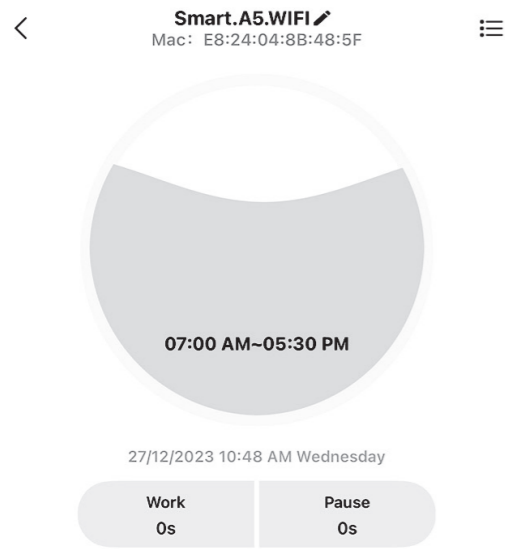 Smart.A5.WIFI
Mac： E8:24:04:8B:48:5F
07:00 AM~05:30 PM
27/12/2023 10:48 AM Wednesday
Work Pause
0s 0s